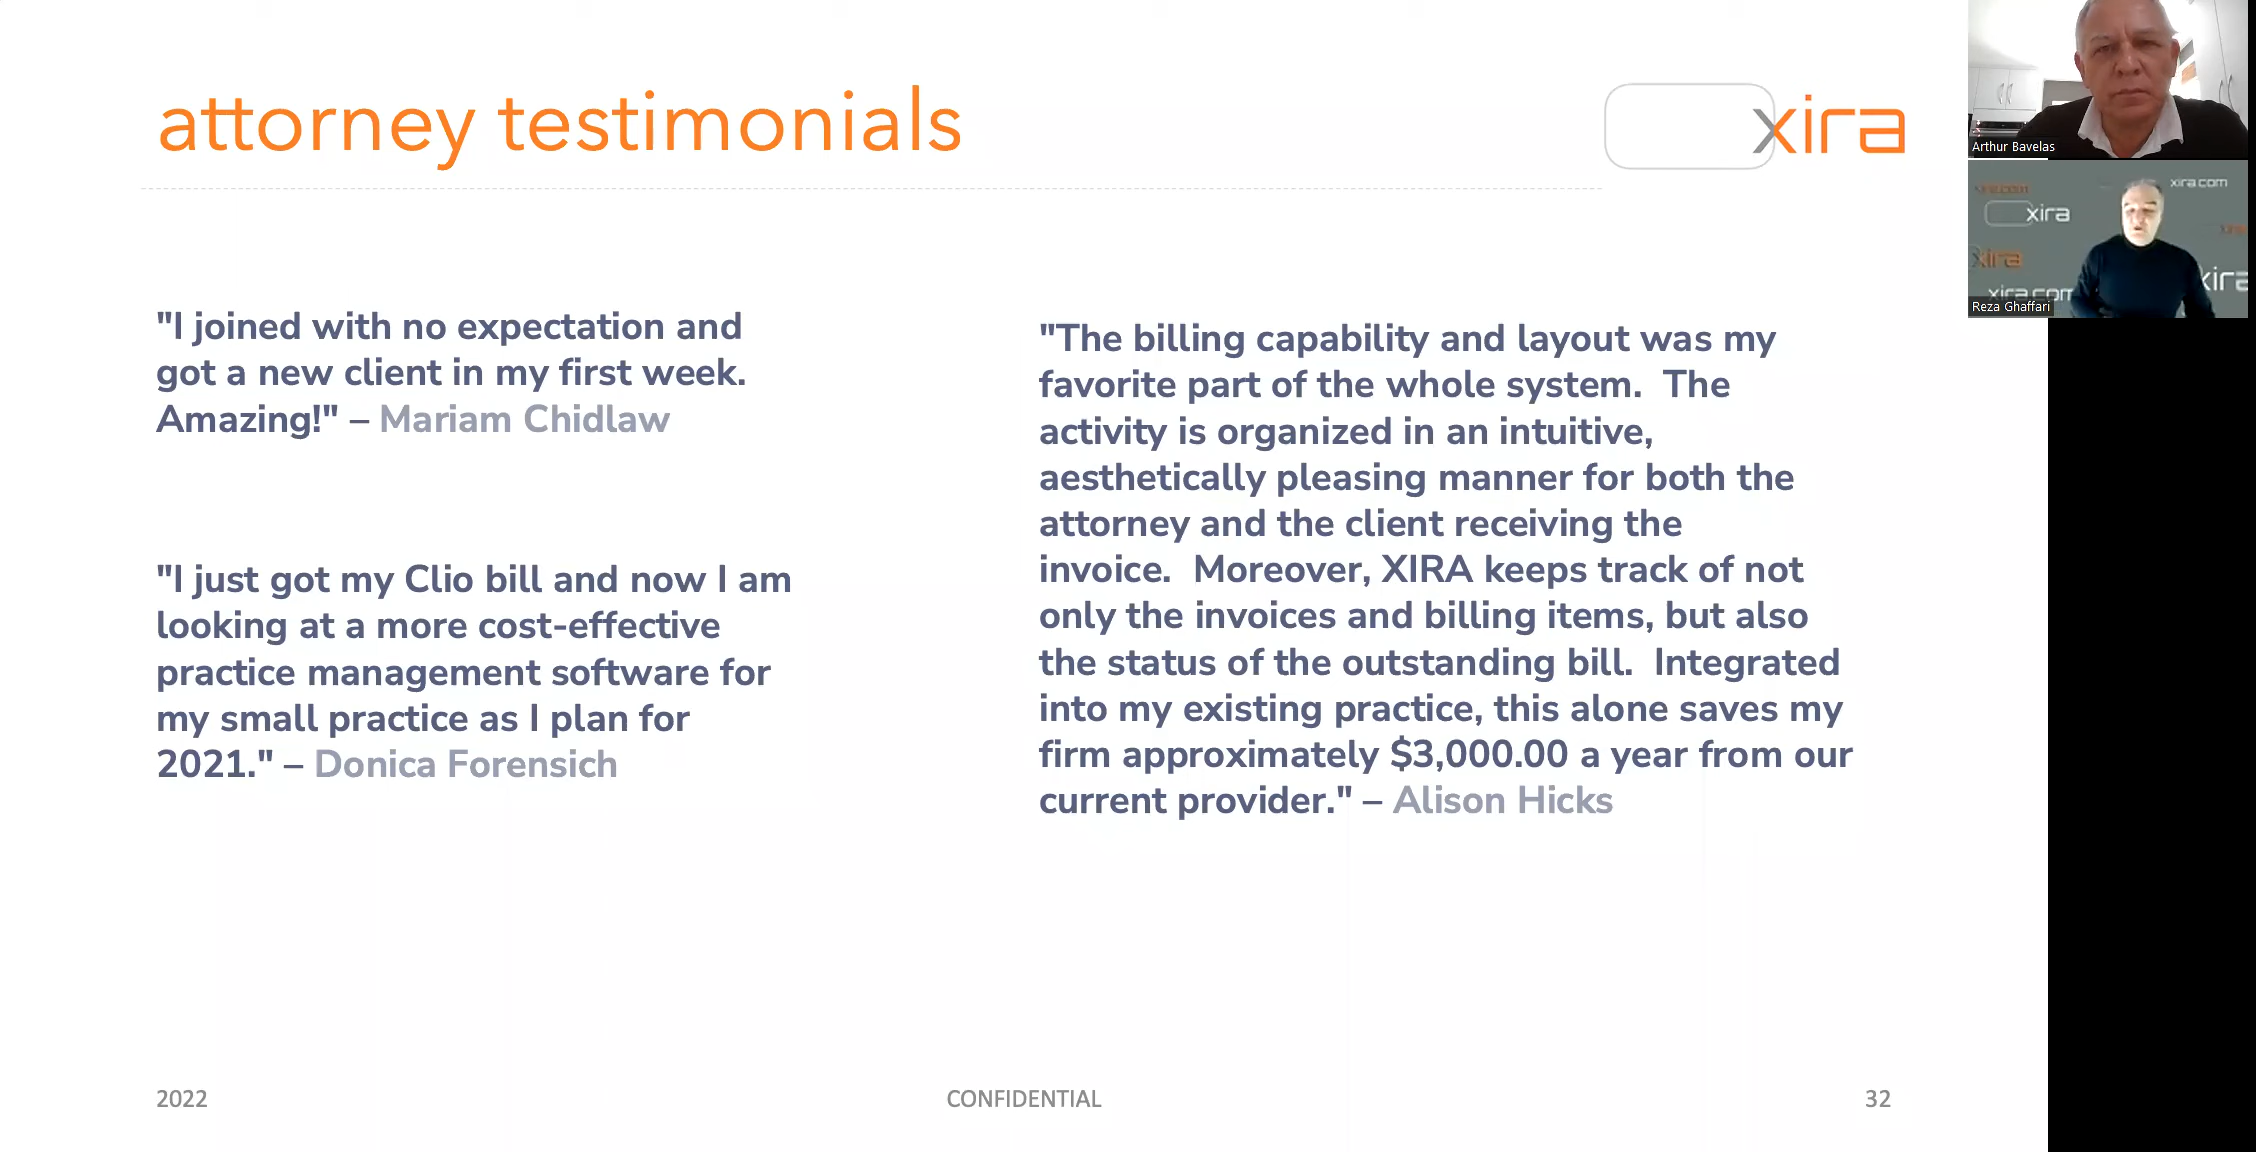 attorney testimonials
xira
"I joined with no expectation and
got a new client in my first week.
Amazing!" – Mariam Chidlaw
"I just got my Clio bill and now I am
looking at a more cost-effective
practice management software for
my small practice as I plan for
2021." – Donica Forensich
"The billing capability and layout was my
favorite part of the whole system.  The
activity is organized in an intuitive,
aesthetically pleasing manner for both the
attorney and the client receiving the
invoice.  Moreover, XIRA keeps track of not
only the invoices and billing items, but also
the status of the outstanding bill.  Integrated
into my existing practice, this alone saves my
firm approximately $3,000.00 a year from our
current provider." – Alison Hicks
2022
CONFIDENTIAL
32
Arthur Bavelas
xira.com
xira.com
xira
xira
xira
xira.com
Reza Ghaffari